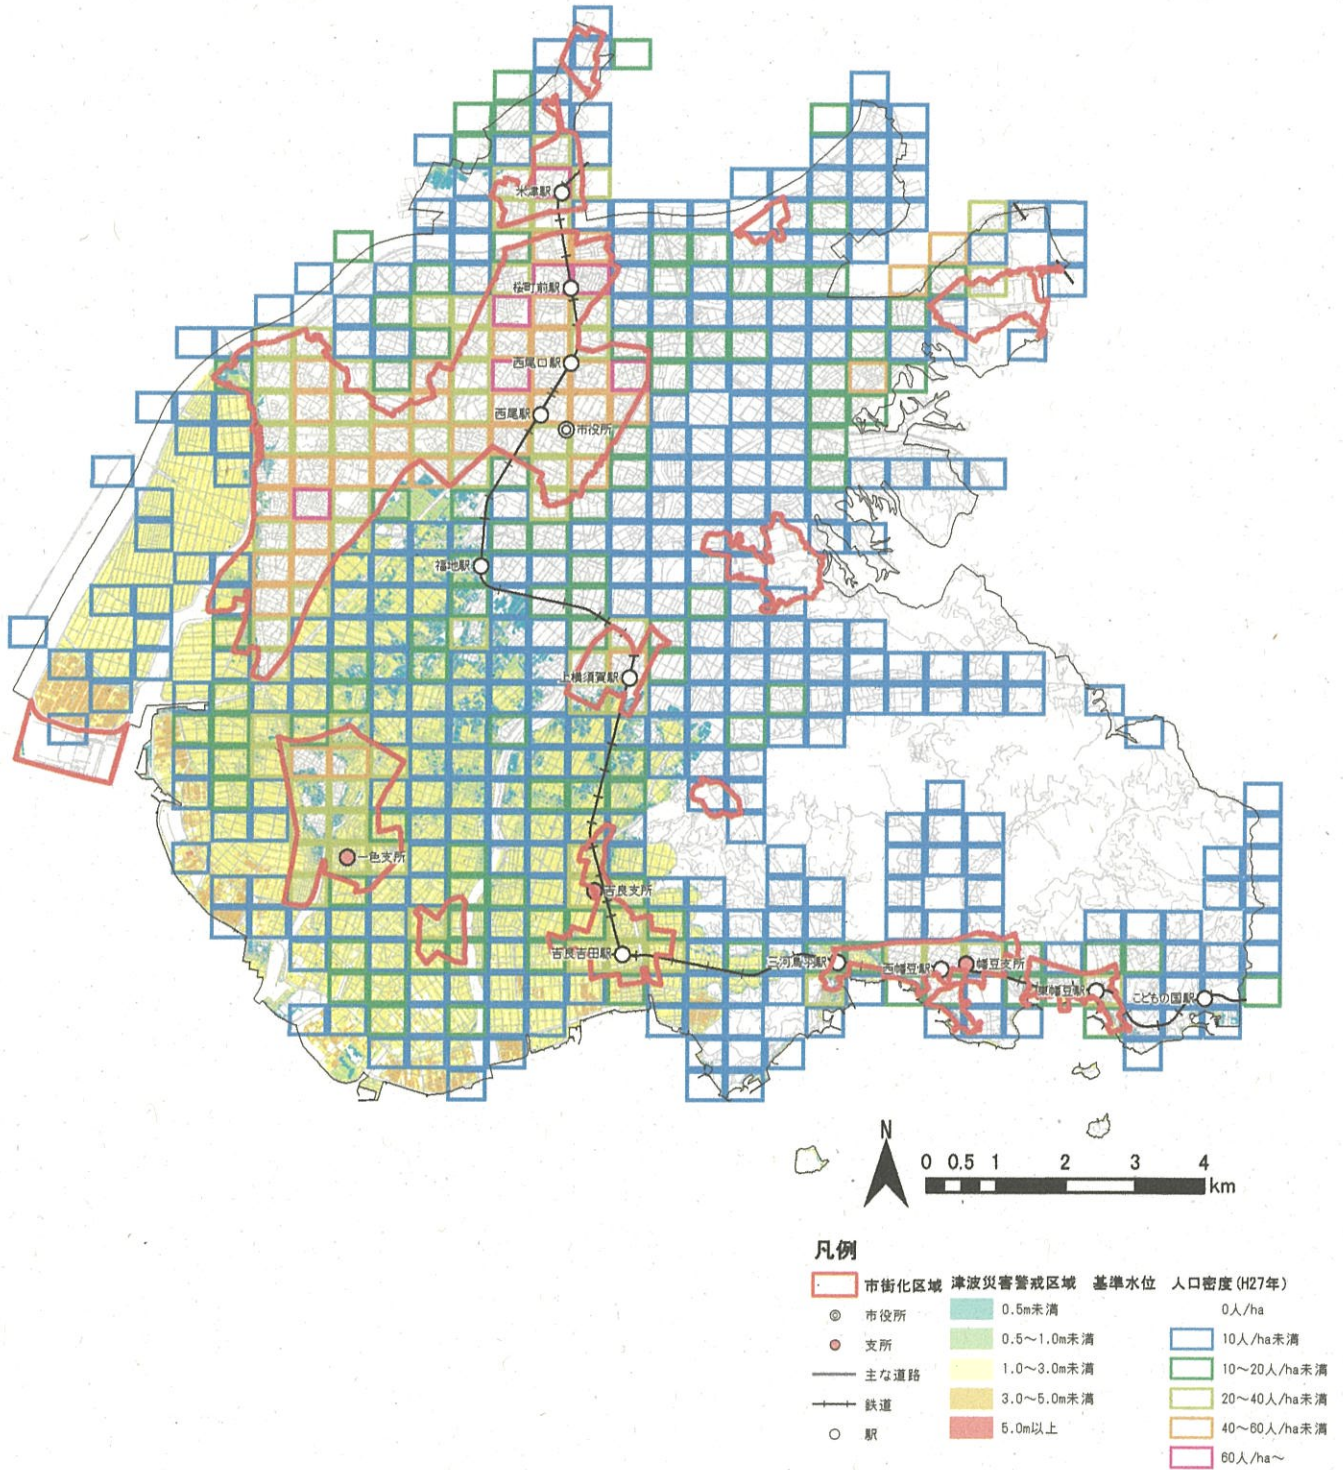 米津駅
桜町前駅
西尾口駅
西尾駅
市役所
福地駅
上横須賀駅
一色支所
吉良支所
吉良吉田駅
三河鳥羽駅
西幡豆駅
幡豆支所
東幡豆駅
こどもの国駅
N
0 0.5 1 2 3 4
km
凡例
市街化区域
市役所
支所
主な道路
鉄道
駅
津波災害警戒区域 基準水位
0.5m未満
0.5～1.0m未満
1.0～3.0m未満
3.0～5.0m未満
5.0m以上
人口密度(H27年)
0人/ha
10人/ha未満
10～20人/ha未満
20～40人/ha未満
40～60人/ha未満
60人/ha～